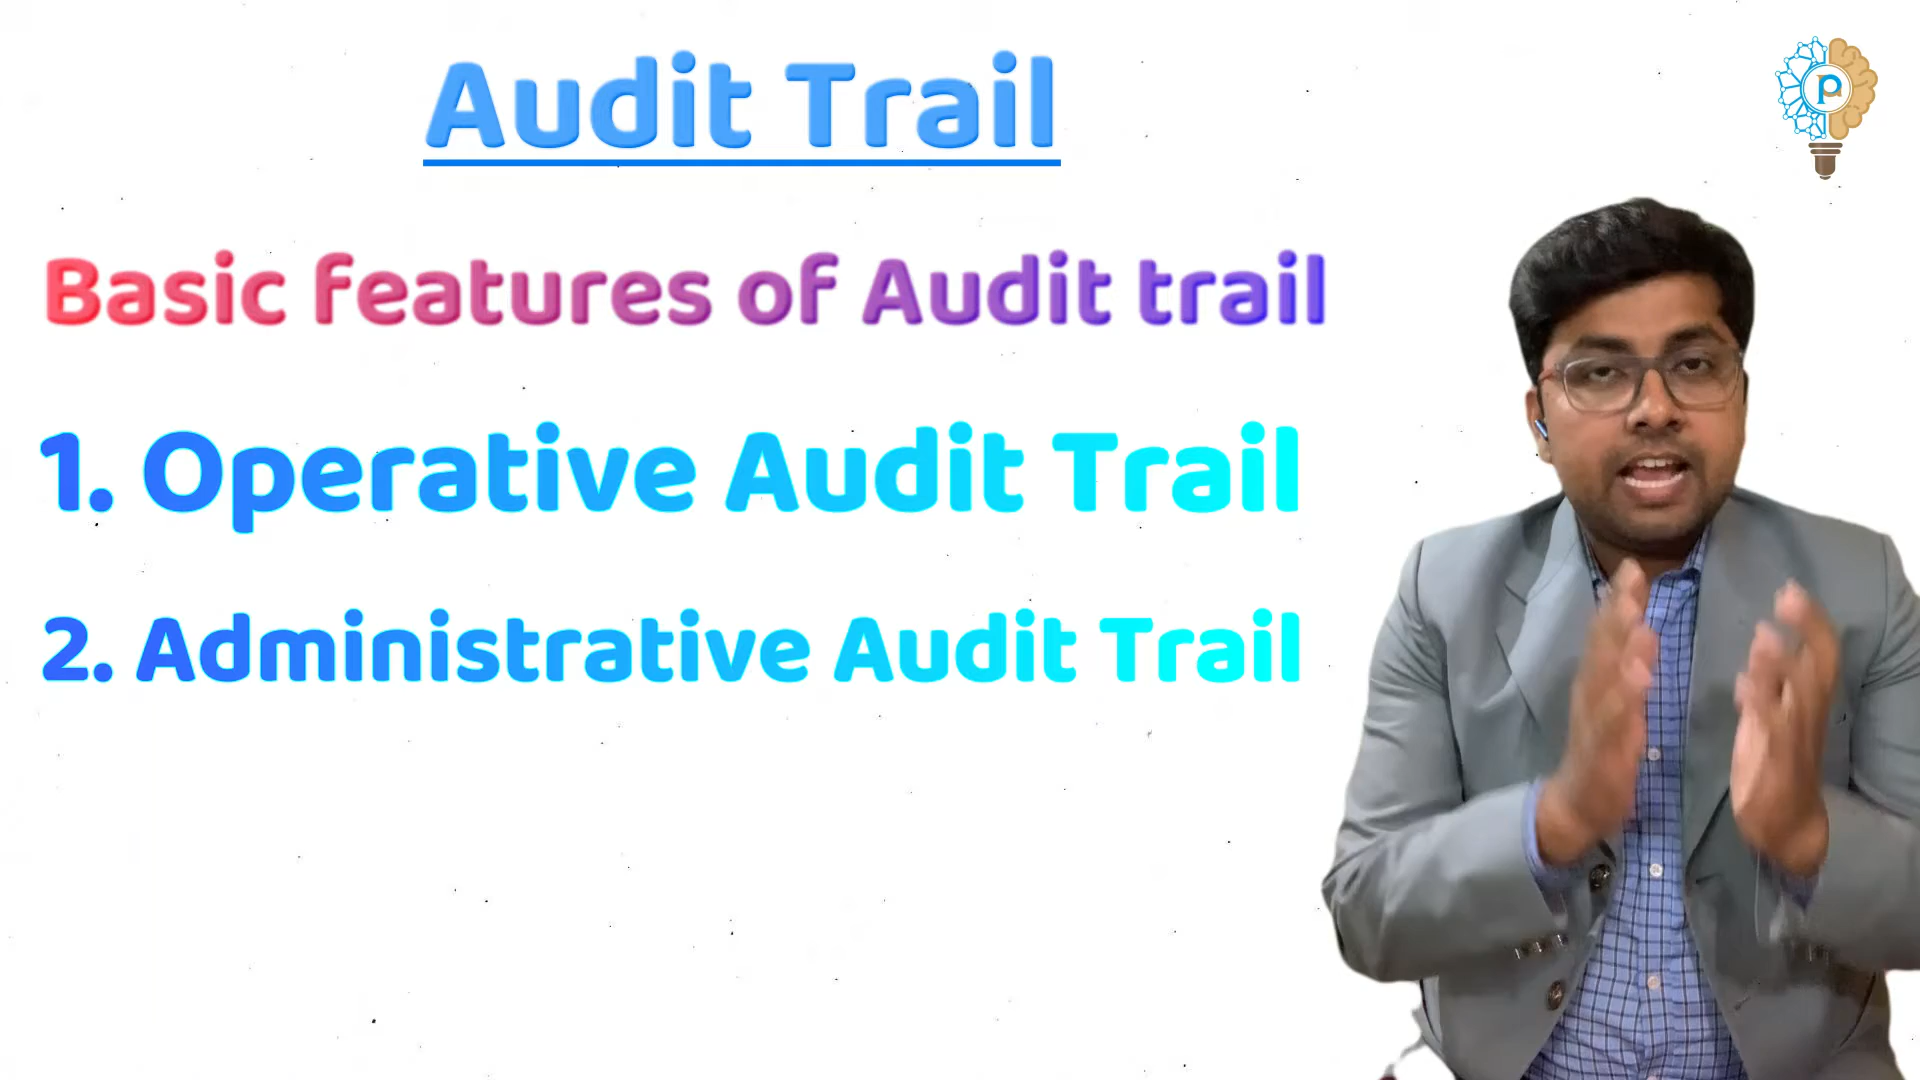 Audit Trail
Basic features of Audit trail
1. Operative Audit Trail
2. Administrative Audit Trail